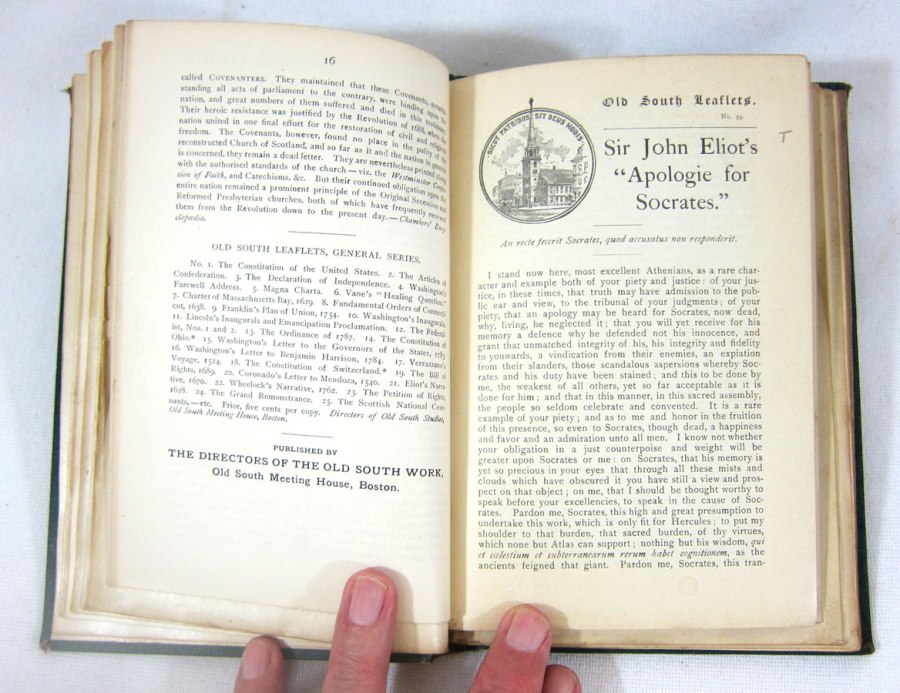 16
called COVENANTERS. They maintained that these Covenants, notwith-
standing all acts of parliament to the contrary, were binding upon the
nation, and great numbers of them suffered and died in this
Their heroic resistance was justified by the Revolution of 1688, when the
nation united in one final effort for the restoration of civil and religious
freedom. The Covenants, however, found no place in the polity of the
reconstructed Church of Scotland, and so far as it and the nation in general
is concerned, they remain a dead letter. They are nevertheless printed along
with the authorised standards of the church — viz. the Westminster Confes-
sion of Faith, and Catechisms, &c. But their continued obligation upon the
entire nation remained a prominent principle of the Original Secession and
Reformed Presbyterian churches, both of which have frequently renewed
them from the Revolution down to the present day. — Chambers' Ency-
clopædia.
OLD SOUTH LEAFLETS, GENERAL SERIES.
No. 1. The Constitution of the United States. 2. The Articles of
Confederation. 3. The Declaration of Independence. 4. Washington's
Farewell Address. 5. Magna Charta. 6. Vane's "Healing Question."
7. Charter of Massachusetts Bay, 1629. 8. Fundamental Orders of Connecti-
cut, 1638. 9. Franklin's Plan of Union, 1754. 10. Washington's Inaugurals.
11. Lincoln's Inaugurals and Emancipation Proclamation. 12. The Federal-
ist, Nos. 1 and 2. 13. The Ordinance of 1787. 14. The Constitution of
Ohio.* 15. Washington's Letter to the Governors of the States, 1783.
16. Washington's Letter to Benjamin Harrison, 1784. 17. Verrazzano's
Voyage, 1524. 18. The Constitution of Switzerland.* 19. The Bill of
Rights, 1689. 20. Coronado's Letter to Mendoza, 1540. 21. Eliot's Narra-
tive, 1670. 22. Wheelock's Narrative, 1762. 23. The Petition of Rights,
1628. 24. The Grand Remonstrance. 25. The Scottish National Cove-
nants,—etc. Price, five cents per copy. Directors of Old South Studies,
Old South Meeting House, Boston.
PUBLISHED BY
THE DIRECTORS OF THE OLD SOUTH WORK,
Old South Meeting House, Boston.
Old South Leaflets.
No. 59.
SICUT PATRIBUS SIT DEUS NOBIS
T
Sir John Eliot's
"Apologie for
Socrates."
An recte fecerit Socrates, quod accusatus non responderit.
I stand now here, most excellent Athenians, as a rare char-
acter and example both of your piety and justice: of your jus-
tice, in these times, that truth may have admission to the pub-
lic ear and view, to the tribunal of your judgments; of your
piety, that an apology may be heard for Socrates, now dead,
why, living, he neglected it; that you will yet receive for his
memory a defence why he defended not his innocence, and
grant that unmatched integrity of his, his integrity and fidelity
to youwards, a vindication from their enemies, an expiation
from their slanders, those scandalous aspersions whereby Soc-
rates and his duty have been stained; and this to be done by
me, the weakest of all others, yet so far acceptable as it is
done for him; and that in this manner, in this sacred assembly,
the people so seldom celebrate and convented. It is a rare
example of your piety; and as to me and honor in the fruition
of this presence, so even to Socrates, though dead, a happiness
and favor and an admiration unto all men. I know not whether
your obligation in a just counterpoise and weight will be
greater upon Socrates or me: on Socrates, that his memory is
yet so precious in your eyes that through all these mists and
clouds which have obscured it you have still a view and pros-
pect on that object; on me, that I should be thought worthy to
speak before your excellencies, to speak in the cause of Soc-
rates. Pardon me, Socrates, this high and great presumption to
undertake this work, which is only fit for Hercules; to put my
shoulder to that burden, that sacred burden, of thy virtues,
which none but Atlas can support; nothing but his wisdom, qui
et cœlestium et subterranearum rerum habet cognitionem, as the
ancients feigned that giant. Pardon me, Socrates, this tran-